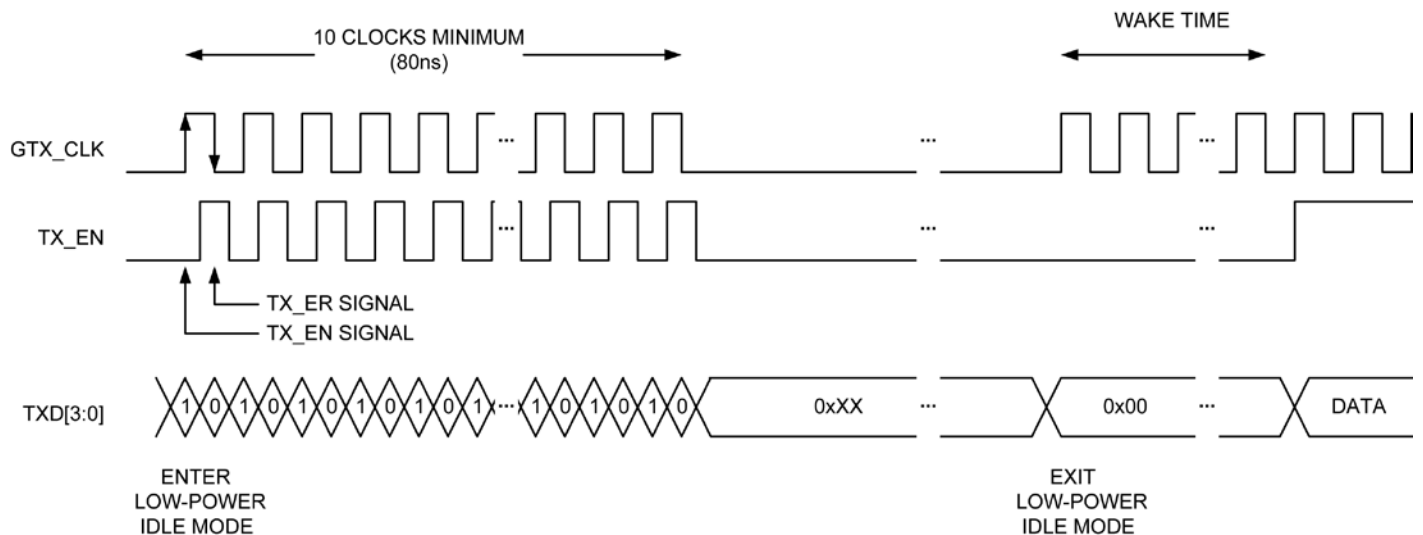 WAKE TIME
10 CLOCKS MINIMUM
(80ns)
GTX_CLK
...
...
...
TX_EN
...
...
...
TX_ER SIGNAL
TX_EN SIGNAL
TXD[3:0]
1 0 1 0 1 0 1 0 1 0 1 ... 1 0 1 0 1 0 0xXX ... 0x00 ... DATA
ENTER
LOW-POWER
IDLE MODE
EXIT
LOW-POWER
IDLE MODE